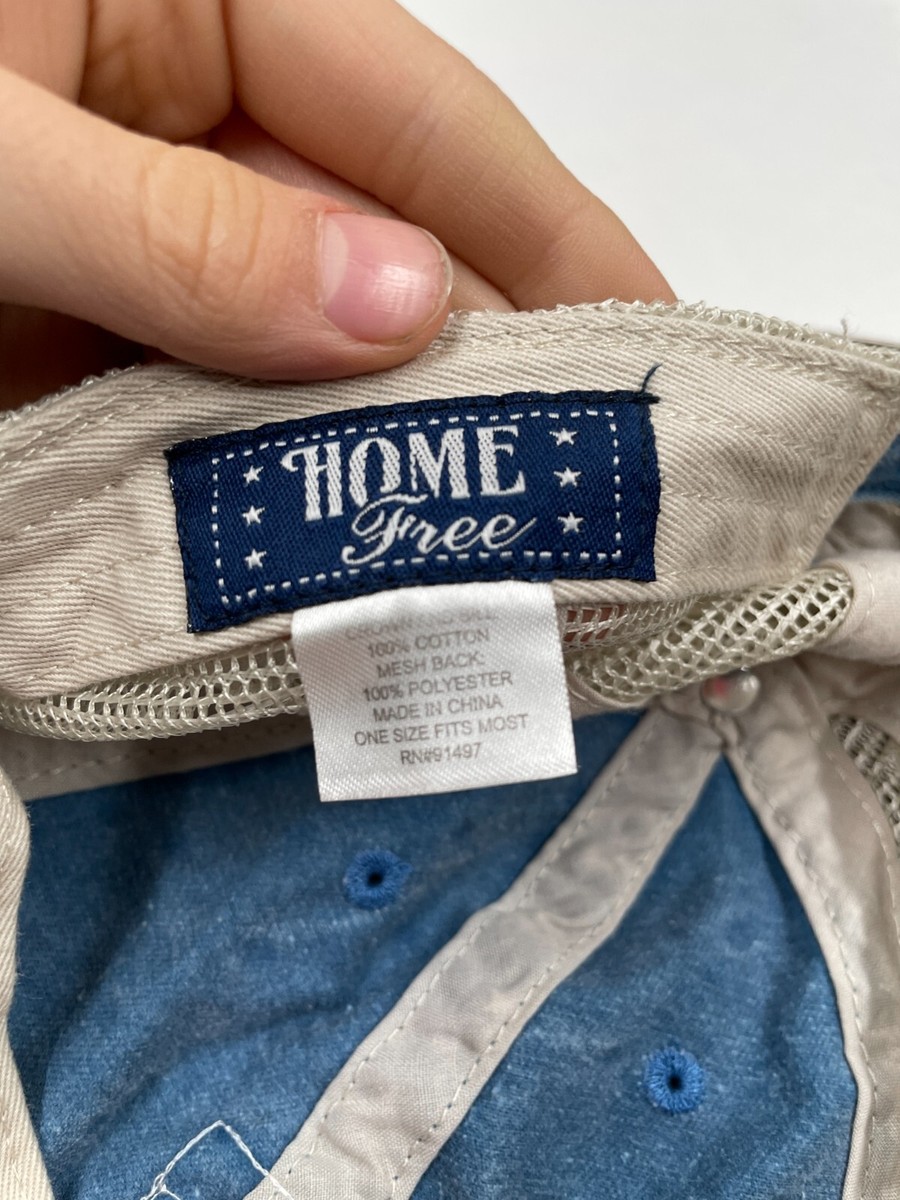 HOME
Free
100% COTTON
MESH BACK:
100% POLYESTER
MADE IN CHINA
ONE SIZE FITS MOST
RN#91497